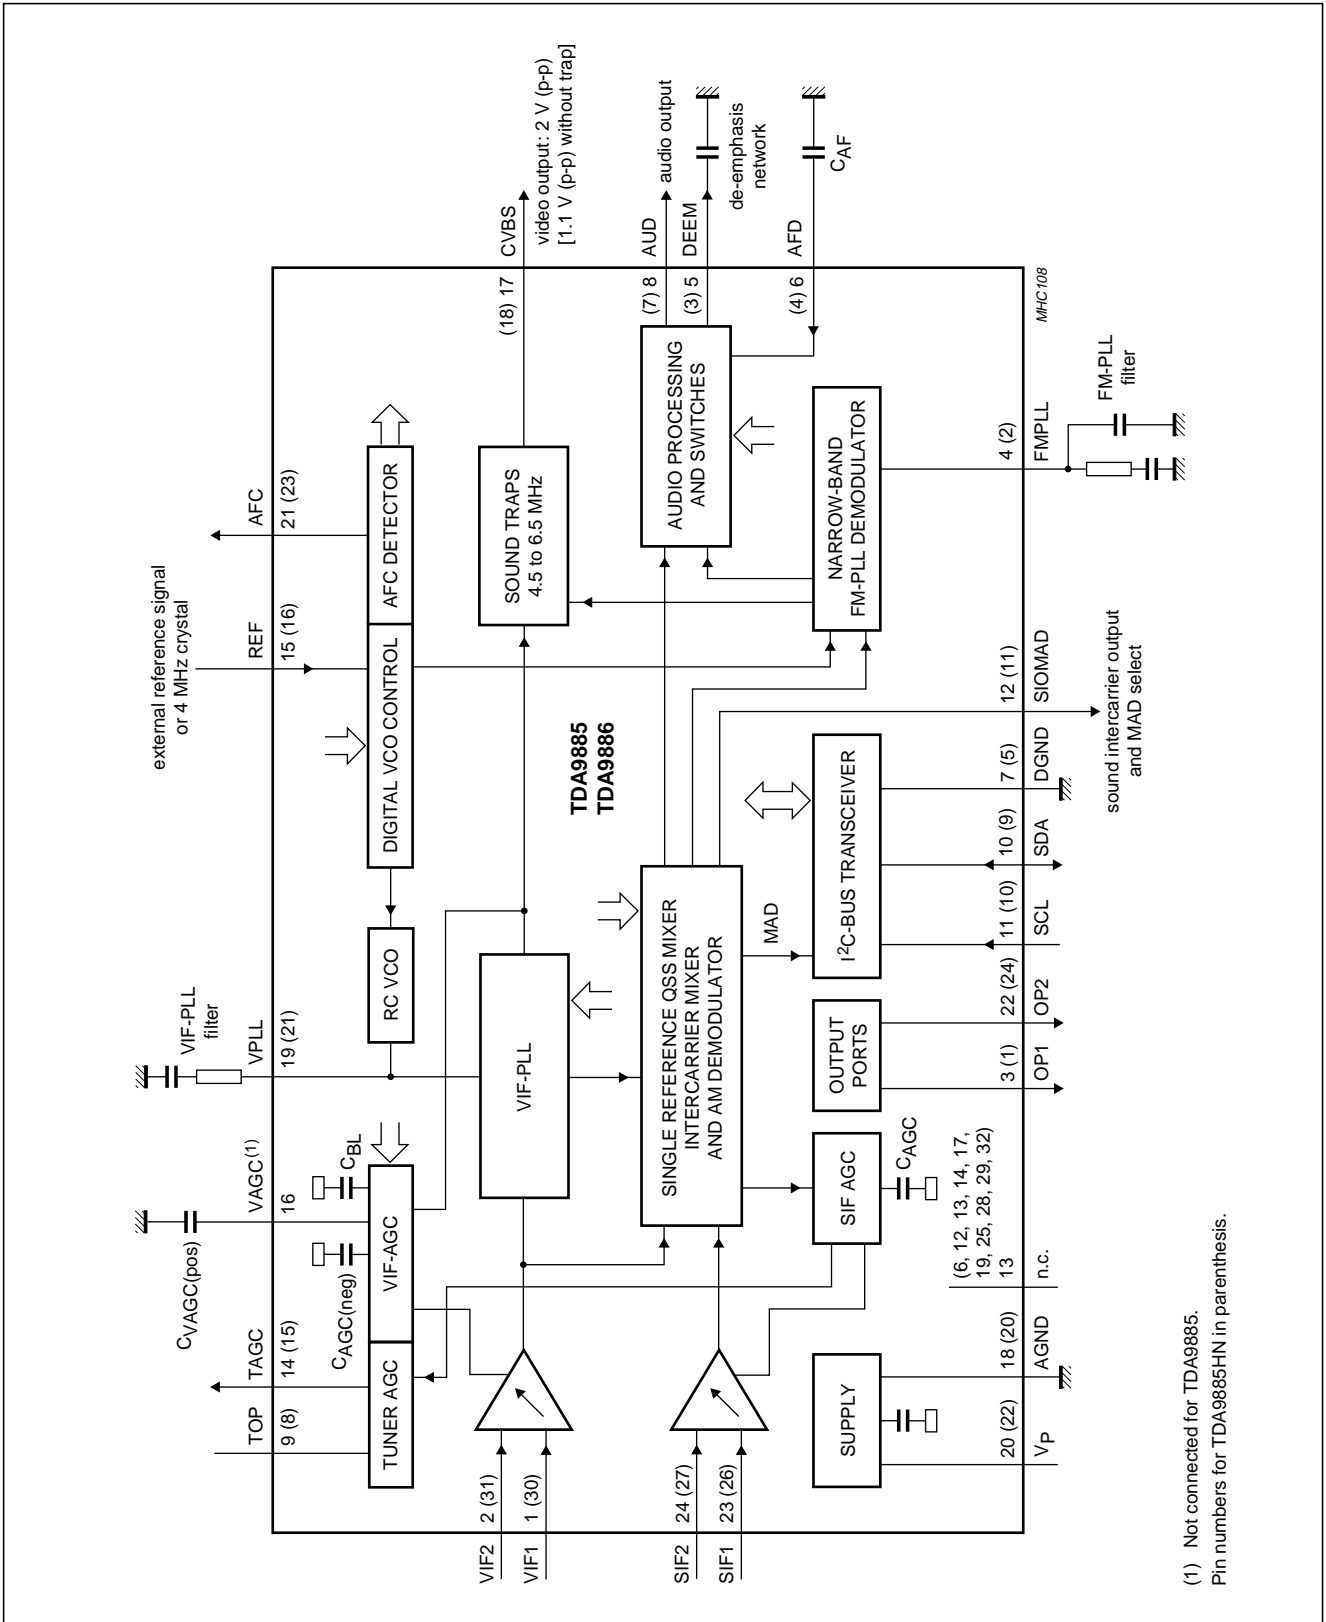 external reference signal
or 4 MHz crystal
VIF-PLL
filter
CVAGC(pos)
TOP
9 (8)
TAGC
14 (15)
VAGC(1)
16
VPLL
19 (21)
REF
15 (16)
AFC
21 (23)
CBL
CAGC(neg)
TUNER AGC
VIF-AGC
RC VCO
DIGITAL VCO CONTROL
AFC DETECTOR
VIF2
2 (31)
VIF1
1 (30)
VIF-PLL
SOUND TRAPS
4.5 to 6.5 MHz
(18) 17
CVBS
video output: 2 V (p-p)
[1.1 V (p-p) without trap]
TDA9885
TDA9886
SIF2
24 (27)
SIF1
23 (26)
SINGLE REFERENCE QSS MIXER
INTERCARRIER MIXER
AND AM DEMODULATOR
AUDIO PROCESSING
AND SWITCHES
(7) 8
AUD
audio output
(3) 5
DEEM
de-emphasis
network
(4) 6
AFD
CAF
MAD
SUPPLY
SIF AGC
CAGC
OUTPUT
PORTS
I2C-BUS TRANSCEIVER
NARROW-BAND
FM-PLL DEMODULATOR
20 (22)
VP
18 (20)
AGND
(6, 12, 13, 14, 17,
19, 25, 28, 29, 32)
13
n.c.
3 (1)
OP1
22 (24)
OP2
11 (10)
SCL
10 (9)
SDA
7 (5)
DGND
12 (11)
SIOMAD
sound intercarrier output
and MAD select
4 (2)
FMPLL
FM-PLL
filter
MHC108
(1) Not connected for TDA9885.
Pin numbers for TDA9885HN in parenthesis.